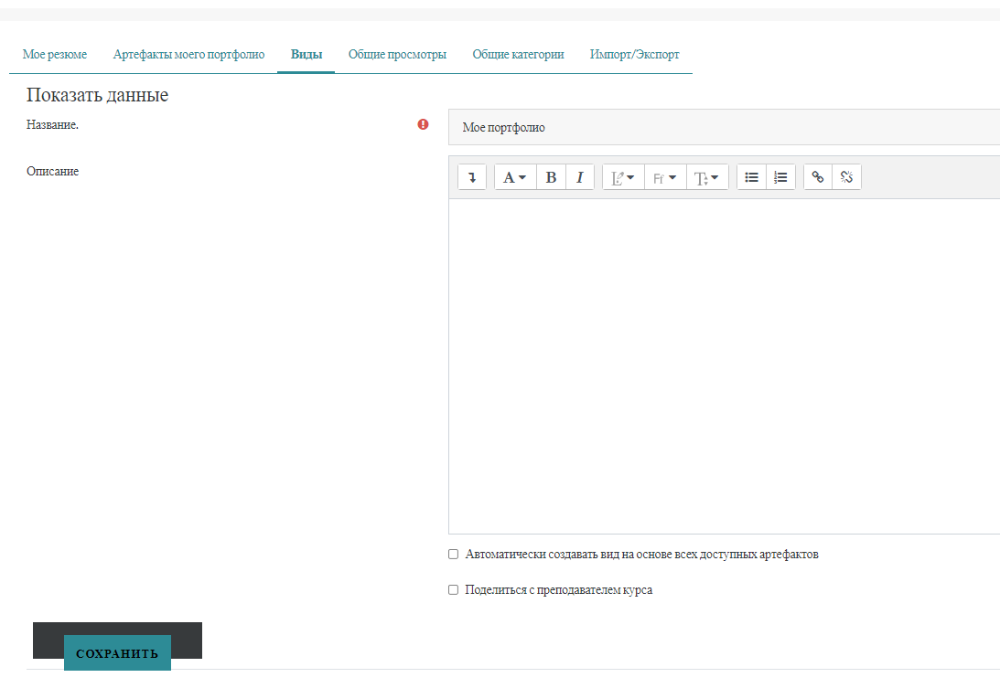 Мое резюме Артефакты моего портфолио Виды Общие просмотры Общие категории Импорт/Экспорт
Показать данные
Название.
Мое портфолио
Описание
A B I Ff T
Автоматически создавать вид на основе всех доступных артефактов
Поделиться с преподавателем курса
СОХРАНИТЬ